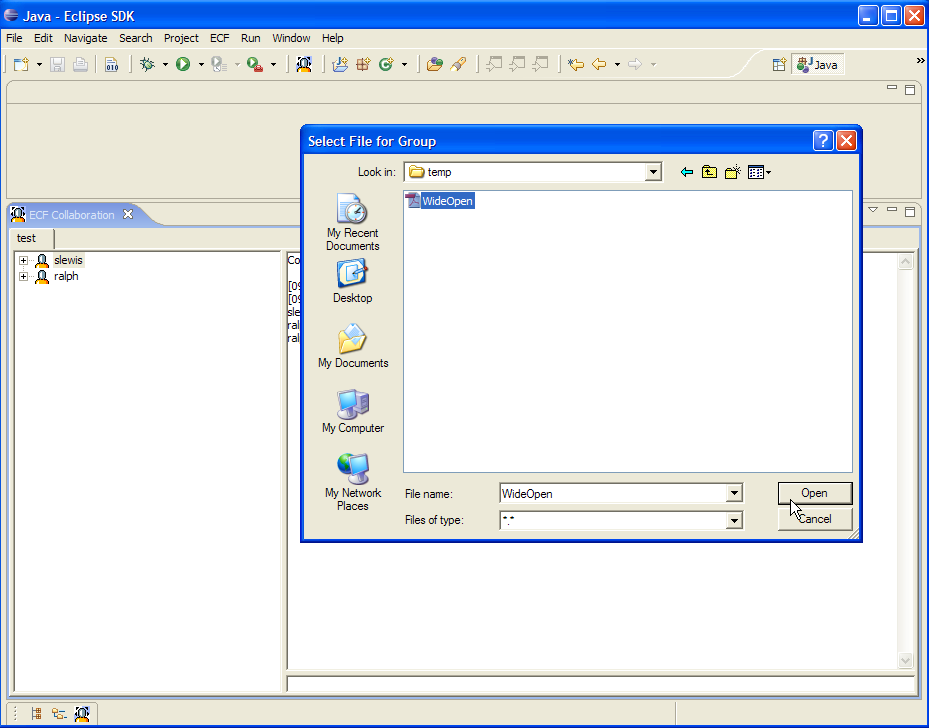 Java - Eclipse SDK
File Edit Navigate Search Project ECF Run Window Help
010
Java
»
Select File for Group
?
Look in: temp
WideOpen
My Recent
Documents
Desktop
My Documents
My Computer
My Network
Places
File name: WideOpen Open
Files of type: *.* Cancel
ECF Collaboration
test
slewis
ralph
Co
[09
[09
sle
ral
ral